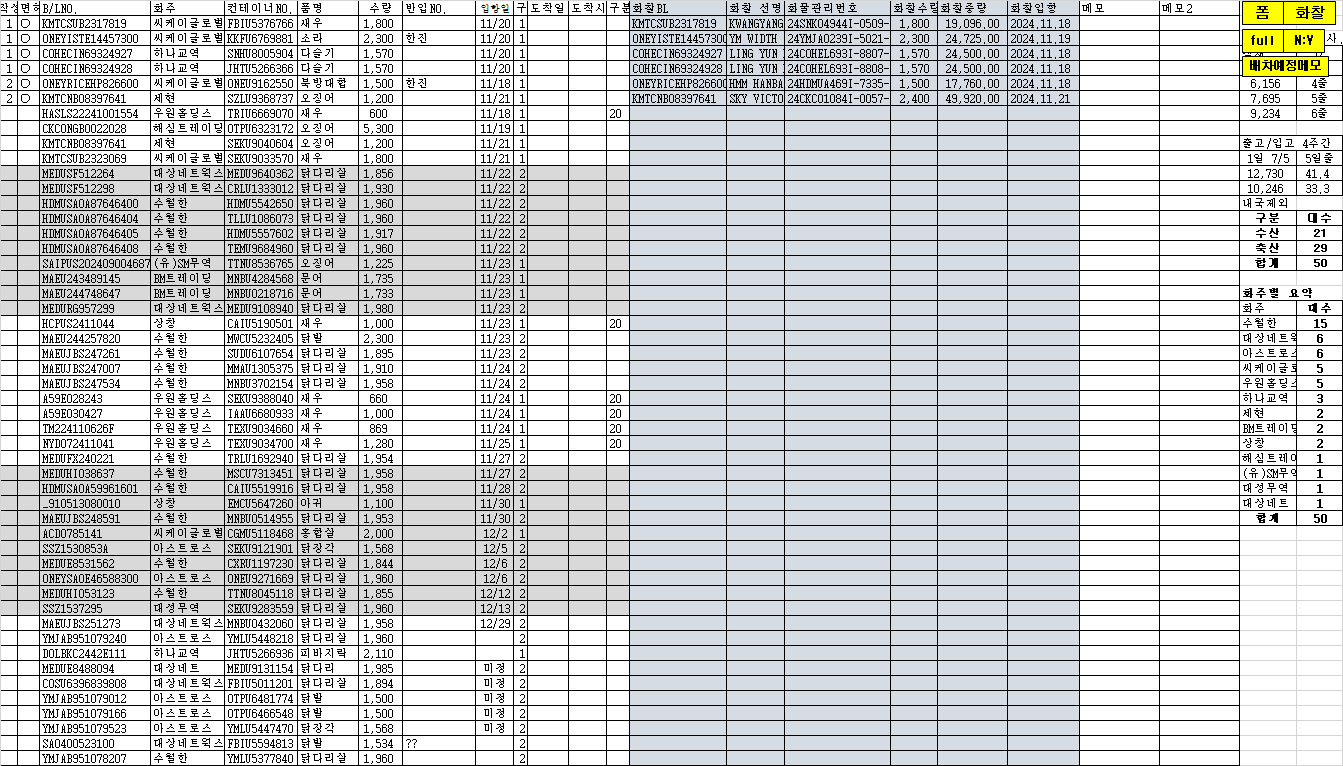 작성 면허 B/LNO. 화주 컨테이너NO. 품명 수량 반입NO. 입항일 구 도착일 도착시 구분 화찰BL 화찰 선명 화물관리번호 화찰수량 화찰중량 화찰입항 메모 메모2 폼 화찰
1 ○ KMTCSUB2317819 씨케이글로벌 FBIU5376766 새우 1,800 11/20 1 KMTCSUB2317819 KWANGYANG 24SNKO4944I-0509- 1,800 19,096.00 2024.11.18
1 ○ ONEYISTE14457300 씨케이글로벌 KKFU6769881 소라 2,300 한진 11/20 1 ONEYISTE14457300 YM WIDTH 24YMJA0299I-5021- 2,300 24,725.00 2024.11.19 full N:Y
1 ○ COHECIN69324927 하나교역 SNHU8005904 다슬기 1,570 11/20 1 COHECIN69324927 LING YUN 24COHEL693I-8807- 1,570 24,500.00 2024.11.18
1 ○ COHECIN69324928 하나교역 JHTU5266366 다슬기 1,570 11/20 1 COHECIN69324928 LING YUN 24COHEL693I-8808- 1,570 24,500.00 2024.11.18 배차예정메모
2 ○ ONEYBICEHP826600 씨케이글로벌 ONEU9162550 북방대합 1,500 한진 11/18 1 ONEYBICEHP826600 HMM HANBA 24HDMUA469I-7335- 1,500 17,760.00 2024.11.18 6,156 4줄
2 ○ KMTCNBO8397641 세현 SZLU9368737 오징어 1,200 11/21 1 KMTCNBO8397641 SKY VICTO 24CKCO1084I-0057- 2,400 49,920.00 2024.11.21 7,695 5줄
HASLS22241001554 우원홀딩스 TRIU6669070 새우 600 11/18 1 20 9,234 6줄
CKCONGB0022028 해심트레이딩 OTPU6323172 오징어 5,300 11/19 1
KMTCNBO8397641 세현 SEKU9040604 오징어 1,200 11/21 1 출고/입고 4주간
KMTCSUB2323069 씨케이글로벌 SEKU9033570 새우 1,800 11/21 1 1일 7/5 5일줄
MEDUSF512264 대상네트웍스 MEDU9640362 닭다리살 1,856 11/22 2 12,730 41.4
MEDUSF512298 대상네트웍스 CRLU1333012 닭다리살 1,930 11/22 2 10,246 33.3
HDMUSAOA87646400 수월한 HDMU5542650 닭다리살 1,960 11/22 2 내국제외
HDMUSAOA87646404 수월한 TLLU1086073 닭다리살 1,960 11/22 2 구분 대수
HDMUSAOA87646405 수월한 HDMU5557602 닭다리살 1,917 11/22 2 수산 21
HDMUSAOA87646408 수월한 TEMU9684960 닭다리살 1,960 11/22 2 축산 29
SAIPUS202409004687 (유)SM무역 TTNU8536765 오징어 1,225 11/23 1 합계 50
MAEU243489145 BM트레이딩 MNBU4284568 문어 1,735 11/23 1
MAEU244748647 BM트레이딩 MNBU0218716 문어 1,733 11/23 1 화주별 요약
MEDURG957299 대상네트웍스 MEDU9108940 닭다리살 1,980 11/23 2 화주 대수
HCPUS2411044 상창 CAIU5190501 새우 1,000 11/23 1 20 수월한 15
MAEU244257820 수월한 MWCU5232405 닭발 2,300 11/23 2 대상네트웍 6
MAEUJBS247261 수월한 SUDU6107654 닭다리살 1,895 11/23 2 아스트로스 6
MAEUJBS247007 수월한 MMAU1305375 닭다리살 1,910 11/24 2 씨케이글로 5
MAEUJBS247534 수월한 MNBU3702154 닭다리살 1,958 11/24 2 우원홀딩스 5
A59E028243 우원홀딩스 SEKU9388040 새우 660 11/24 1 20 하나교역 3
A59E030427 우원홀딩스 IAAU6680933 새우 1,000 11/24 1 20 세현 2
TM224110626F 우원홀딩스 TEXU9034660 새우 869 11/24 1 20 BM트레이딩 2
NYD072411041 우원홀딩스 TEXU9034700 새우 1,280 11/25 1 20 상창 2
MEDUFX240221 수월한 TRLU1692940 닭다리살 1,954 11/27 2 해심트레이 1
MEDUHI038637 수월한 MSCU7313451 닭다리살 1,958 11/27 2 (유)SM무역 1
HDMUSAOA59961601 수월한 CAIU5519916 닭다리살 1,958 11/28 2 대성무역 1
_910513080010 상창 EMCU5647260 아귀 1,100 11/30 1 대상네트 1
MAEUJBS248591 수월한 MNBU0514955 닭다리살 1,953 11/30 2 합계 50
ACD0785141 씨케이글로벌 CGMU5118468 홍합살 2,000 12/2 1
SSZ1530853A 아스트로스 SEKU9121901 닭장각 1,568 12/5 2
MEDUE8531562 수월한 CXRU1197230 닭다리살 1,844 12/6 2
ONEYSAOE46588300 아스트로스 ONEU9271669 닭다리살 1,960 12/6 2
MEDUHI053123 수월한 TTNU8045118 닭다리살 1,855 12/12 2
SSZ1537295 대성무역 SEKU9283559 닭다리살 1,960 12/13 2
MAEUJBS251273 대상네트웍스 MNBU0432060 닭다리살 1,958 12/29 2
YMJAB951079240 아스트로스 YMLU5448218 닭다리살 1,960 2
DOLBKC2442E111 하나교역 JHTU5266936 피바지락 2,110 1
MEDUE8488094 대상네트 MEDU9131154 닭다리 1,985 미정 2
COSU6396839808 대상네트웍스 FBIU5011201 닭다리살 1,894 미정 2
YMJAB951079012 아스트로스 OTPU6481774 닭발 1,500 미정 2
YMJAB951079166 아스트로스 OTPU6466548 닭발 1,500 미정 2
YMJAB951079523 아스트로스 YMLU5447470 닭장각 1,568 미정 2
SAO400523100 대상네트웍스 FBIU5594813 닭발 1,534 ?? 2
YMJAB951078207 수월한 YMLU5377840 닭다리살 1,960 2